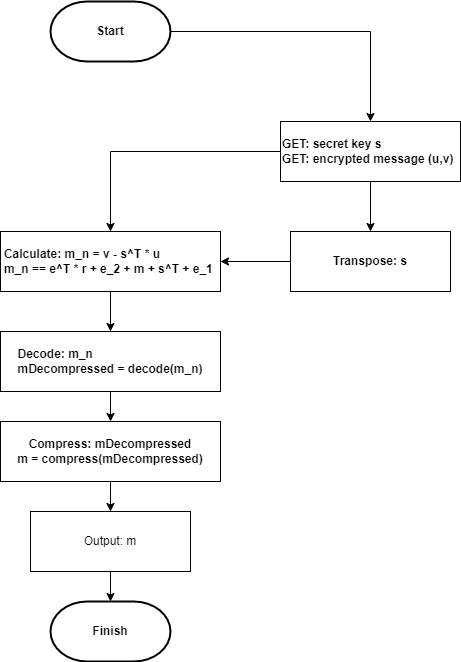 Start
GET: secret key s
GET: encrypted message (u,v)
Calculate: m_n = v - s^T * u
m_n == e^T * r + e_2 + m + s^T + e_1
Transpose: s
Decode: m_n
mDecompressed = decode(m_n)
Compress: mDecompressed
m = compress(mDecompressed)
Output: m
Finish